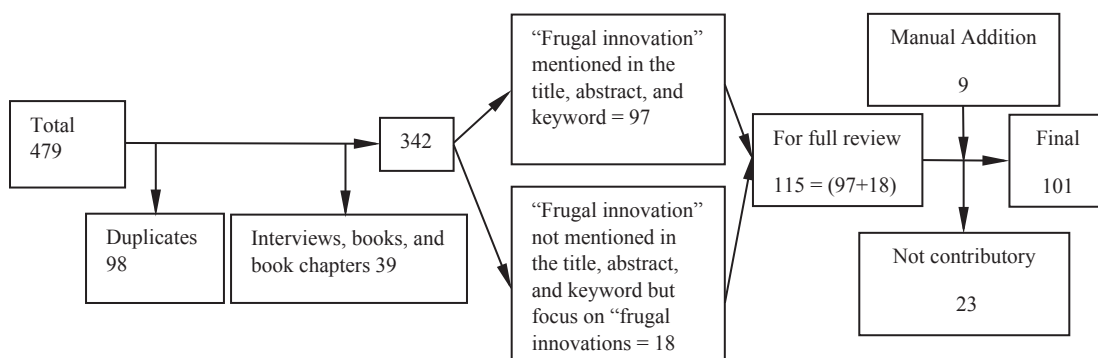 Total
479
Duplicates
98
Interviews, books, and
book chapters 39
342
“Frugal innovation”
mentioned in the
title, abstract, and
keyword = 97
“Frugal innovation”
not mentioned in
the title, abstract,
and keyword but
focus on “frugal
innovations = 18
For full review
115 = (97+18)
Manual Addition
9
Not contributory
23
Final
101